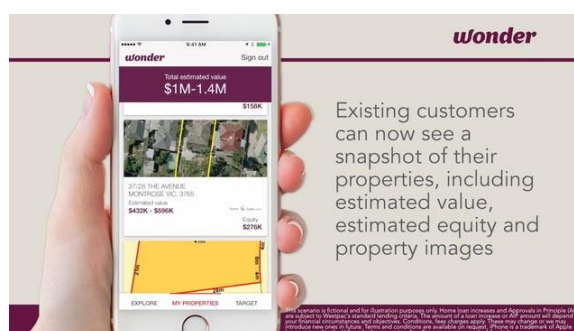 wonder
9:41 AM
wonder Sign out
Total estimated value
$1M-1.4M
$158K
27/28 THE AVENUE
MONTROSE VIC, 3765
Estimated value
$432K - $596K
Equity
$276K
EXPLORE MY PROPERTIES TARGET
Existing customers
can now see a
snapshot of their
properties, including
estimated value,
estimated equity and
property images
scenario is fictional and for illustration purposes only. Home loan increases and Approvals in Principle (A
are subject to Westpac's standard lending criteria. The amount of a loan increase or AIP amount will depend
your financial circumstances and objectives. Conditions, fees charges apply. These may change or we may
introduce new ones in future. Terms and conditions are available on request. iPhone is a trademark of Apple